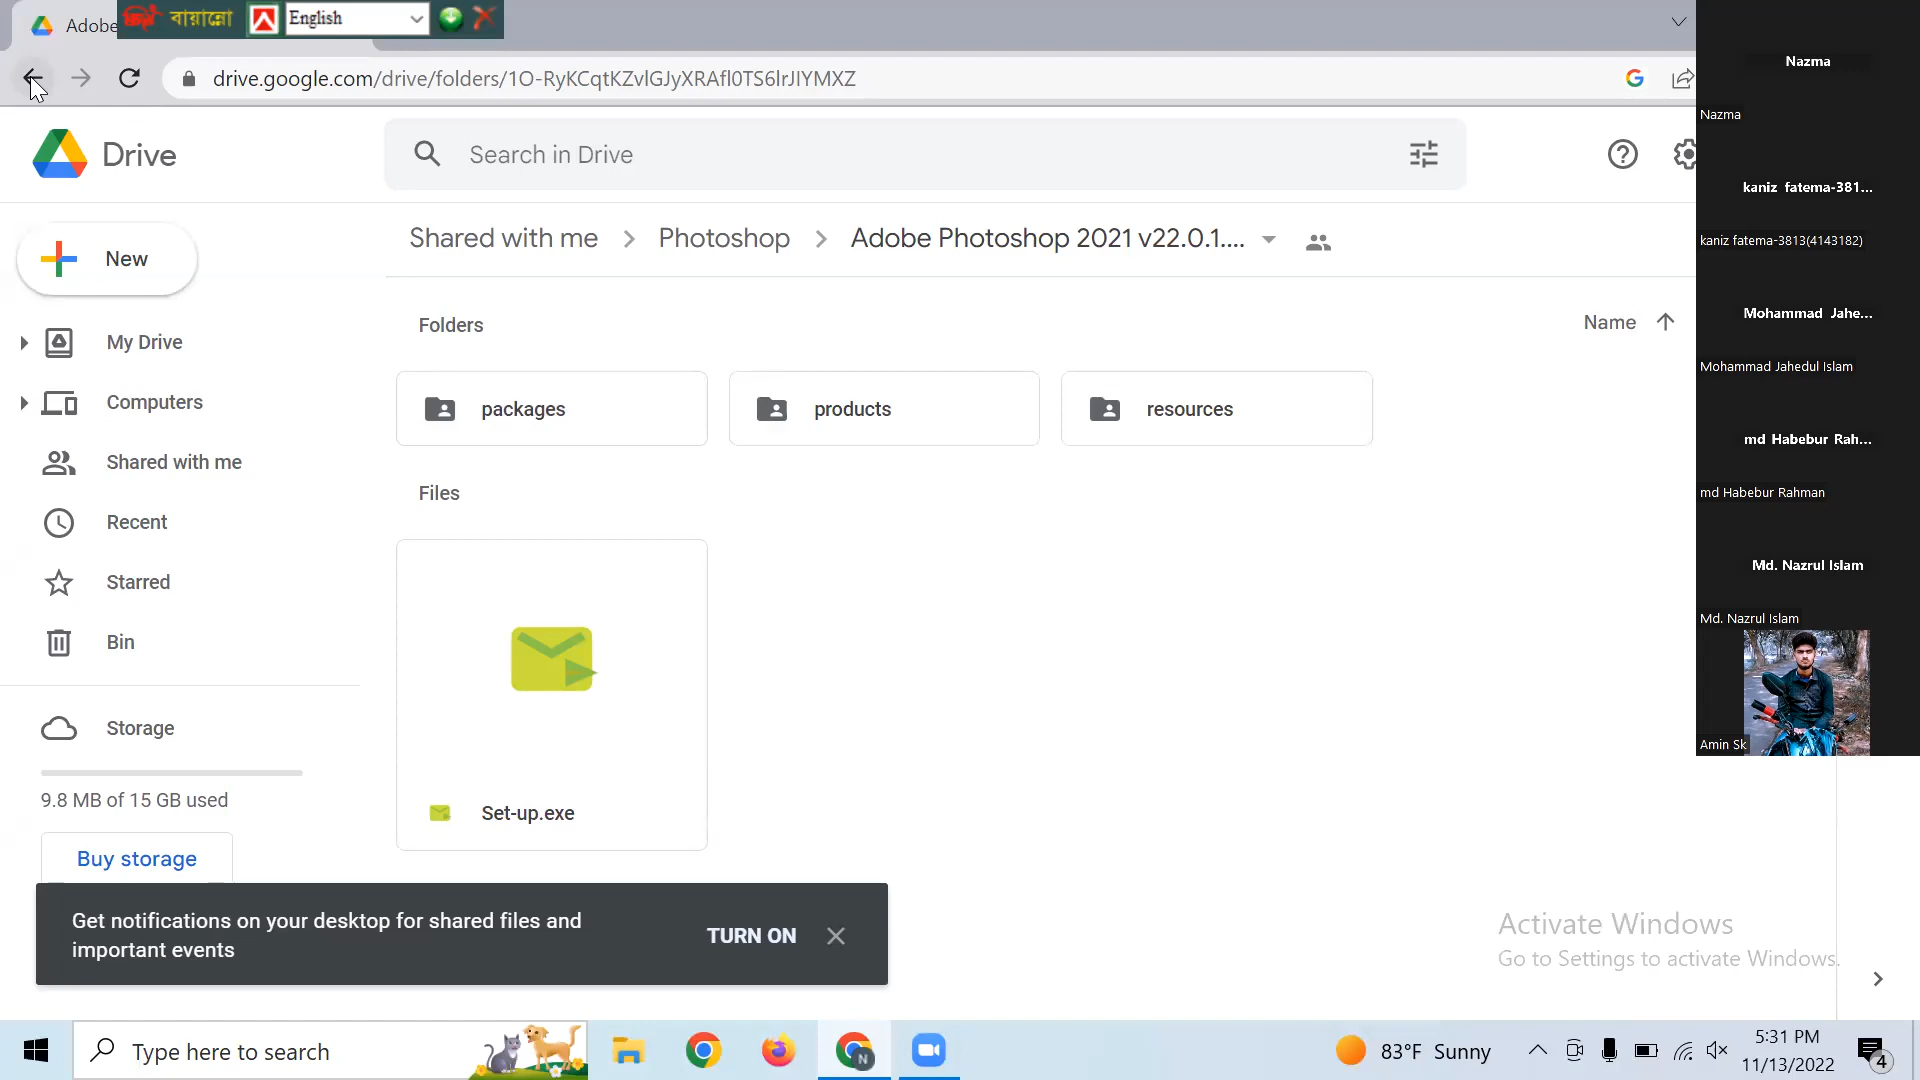 Adobe
বায়ান্নো
English
drive.google.com/drive/folders/1O-RyKCqtKZvlGJyXRAfl0TS6lrJIYMXZ
Drive
Search in Drive
New
Shared with me
Photoshop
Adobe Photoshop 2021 v22.0.1....
My Drive
Computers
Shared with me
Recent
Starred
Bin
Storage
9.8 MB of 15 GB used
Buy storage
Folders
Name
packages
products
resources
Files
Set-up.exe
Get notifications on your desktop for shared files and
important events
TURN ON
Activate Windows
Go to Settings to activate Windows.
Nazma
Nazma
kaniz fatema-381...
kaniz fatema-3813(4143182)
Mohammad Jahe...
Mohammad Jahedul Islam
md Habebur Rah...
md Habebur Rahman
Md. Nazrul Islam
Md. Nazrul Islam
Amin Sk
Type here to search
N
83°F Sunny
5:31 PM
11/13/2022
4